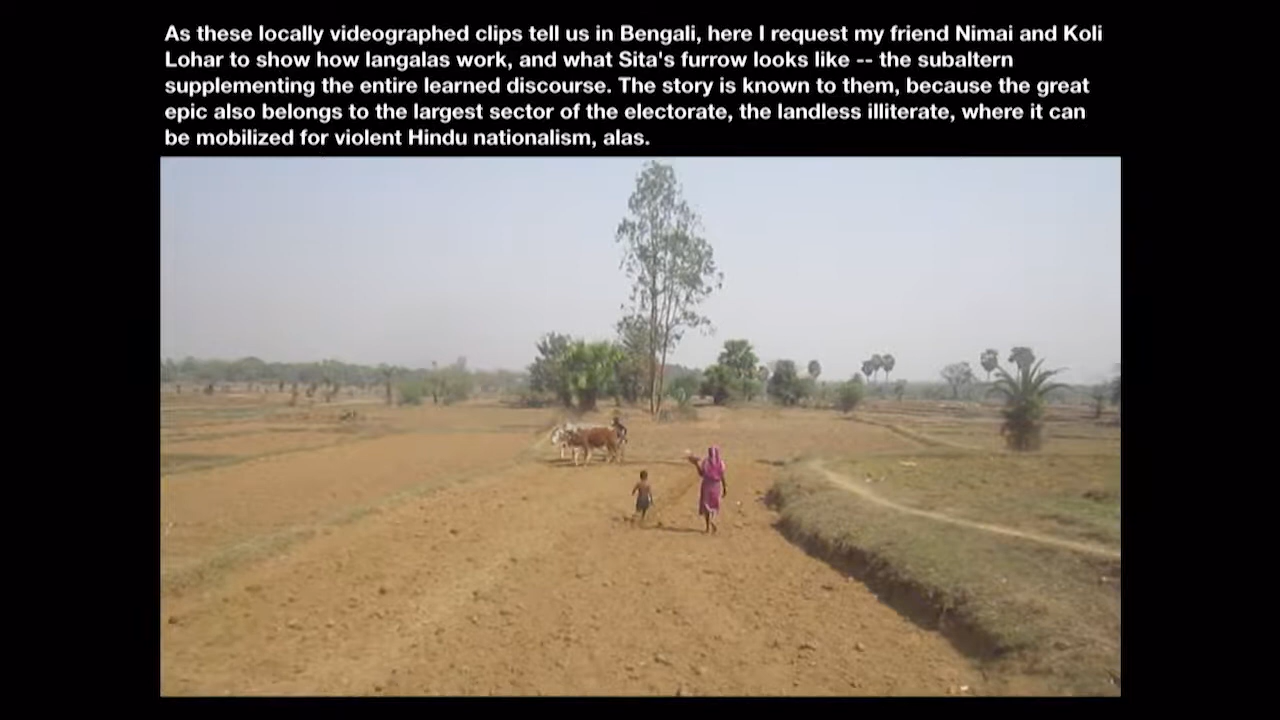 As these locally videographed clips tell us in Bengali, here I request my friend Nimai and Koli
Lohar to show how langalas work, and what Sita's furrow looks like -- the subaltern
supplementing the entire learned discourse. The story is known to them, because the great
epic also belongs to the largest sector of the electorate, the landless illiterate, where it can
be mobilized for violent Hindu nationalism, alas.